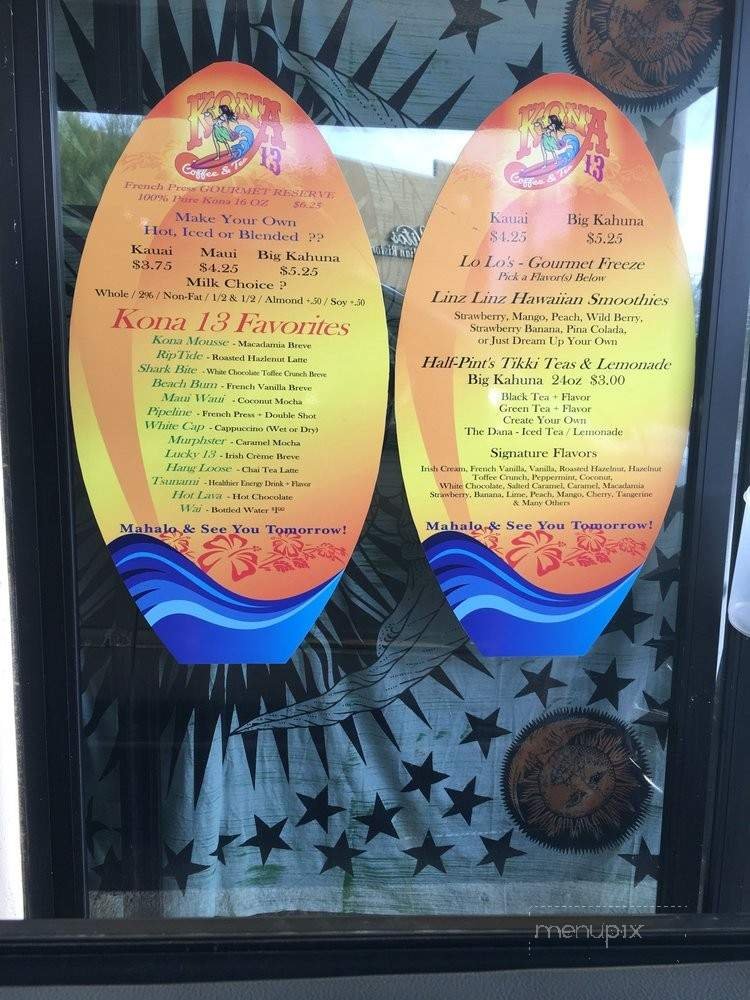 KONA
13
Coffee & Tea
French Press GOURMET RESERVE
100% Pure Kona 16 OZ $6.25
Make Your Own
Hot, Iced or Blended ??
Kauai Maui Big Kahuna
$3.75 $4.25 $5.25
Milk Choice ?
Whole / 2% / Non-Fat / 1/2 & 1/2 / Almond +.50 / Soy +.50
Kona 13 Favorites
Kona Mousse - Macadamia Breve
RipTide - Roasted Hazlenut Latte
Shark Bite - White Chocolate Toffee Crunch Breve
Beach Bum - French Vanilla Breve
Maui Waui - Coconut Mocha
Pipeline - French Press + Double Shot
White Cap - Cappuccino (Wet or Dry)
Murphster - Caramel Mocha
Lucky 13 - Irish Crème Breve
Hang Loose - Chai Tea Latte
Tsunami - Healthier Energy Drink + Flavor
Hot Lava - Hot Chocolate
Wai - Bottled Water $1.00
Mahalo & See You Tomorrow!
KONA
13
Coffee & Tea
Kauai Big Kahuna
$4.25 $5.25
Lo Lo's - Gourmet Freeze
Pick a Flavor(s) Below
Linz Linz Hawaiian Smoothies
Strawberry, Mango, Peach, Wild Berry,
Strawberry Banana, Pina Colada,
or Just Dream Up Your Own
Half-Pint's Tikki Teas & Lemonade
Big Kahuna 24oz $3.00
Black Tea + Flavor
Green Tea + Flavor
Create Your Own
The Dana - Iced Tea / Lemonade
Signature Flavors
Irish Cream, French Vanilla, Vanilla, Roasted Hazelnut, Hazelnut
Toffee Crunch, Peppermint, Coconut,
White Chocolate, Salted Caramel, Caramel, Macadamia
Strawberry, Banana, Lime, Peach, Mango, Cherry, Tangerine
& Many Others
Mahalo & See You Tomorrow!
menupix